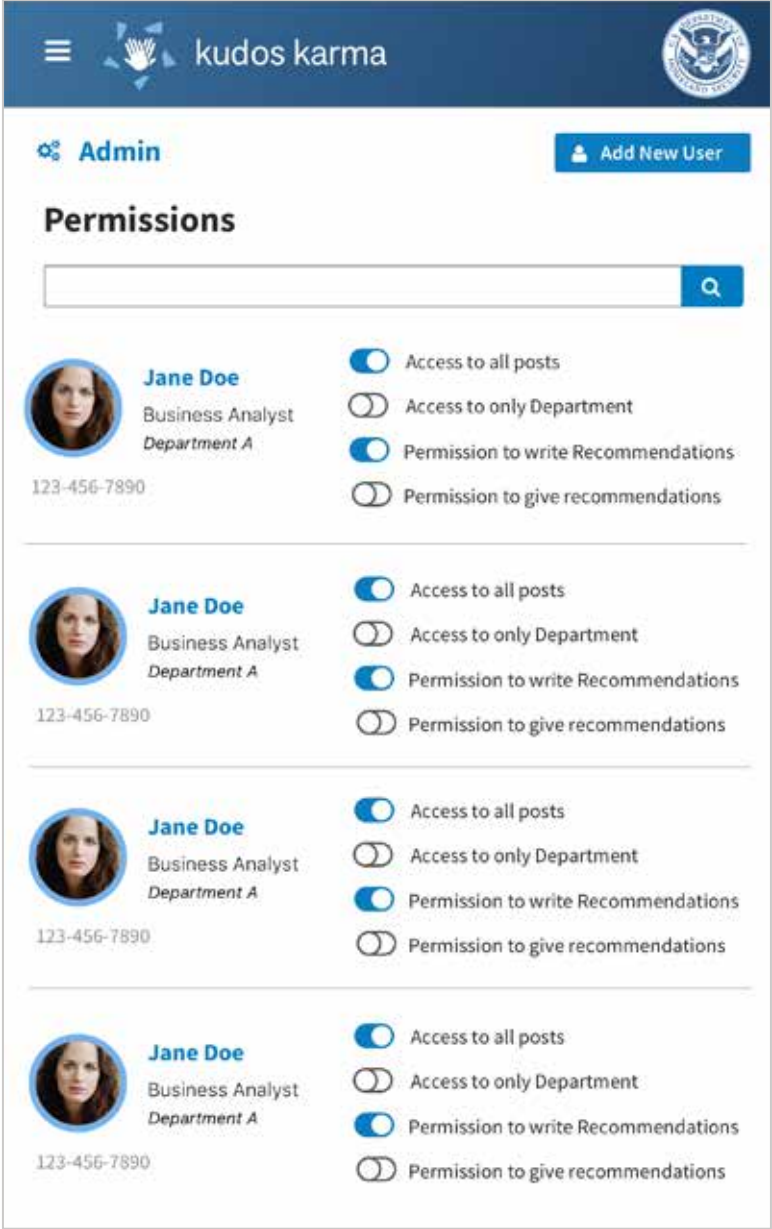 kudos karma
U.S. DEPARTMENT OF HOMELAND SECURITY
Admin
Add New User
Permissions
Jane Doe
Business Analyst
Department A
123-456-7890
Access to all posts
Access to only Department
Permission to write Recommendations
Permission to give recommendations
Jane Doe
Business Analyst
Department A
123-456-7890
Access to all posts
Access to only Department
Permission to write Recommendations
Permission to give recommendations
Jane Doe
Business Analyst
Department A
123-456-7890
Access to all posts
Access to only Department
Permission to write Recommendations
Permission to give recommendations
Jane Doe
Business Analyst
Department A
123-456-7890
Access to all posts
Access to only Department
Permission to write Recommendations
Permission to give recommendations